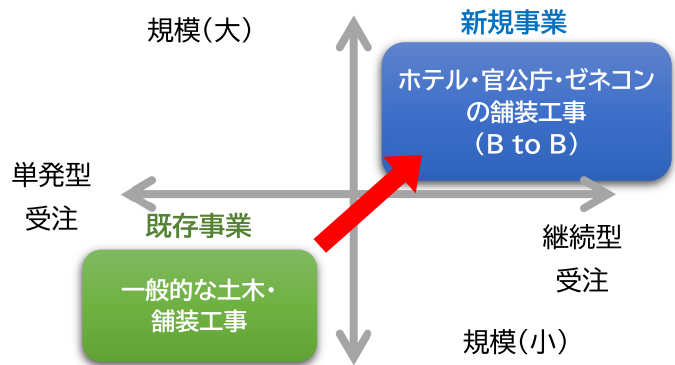 新規事業
規模（大）
ホテル・官公庁・ゼネコン
の舗装工事
（B to B）
単発型
受注
既存事業
継続型
受注
一般的な土木・
舗装工事
規模（小）